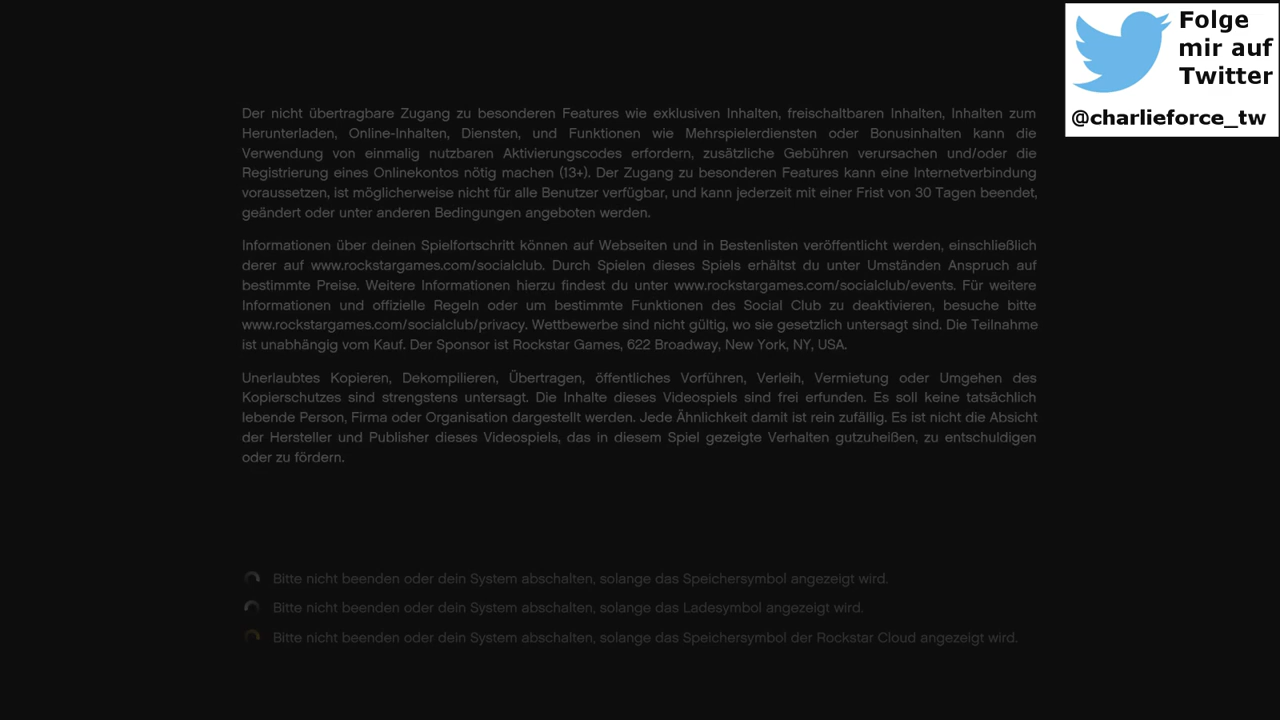 Folge
mir auf
Twitter
@charlieforce_tw
Der nicht übertragbare Zugang zu besonderen Features wie exklusiven Inhalten, freischaltbaren Inhalten, Inhalten zum
Herunterladen, Online-Inhalten, Diensten, und Funktionen wie Mehrspielerdiensten oder Bonusinhalten kann die
Verwendung von einmalig nutzbaren Aktivierungscodes erfordern, zusätzliche Gebühren verursachen und/oder die
Registrierung eines Onlinekontos nötig machen (13+). Der Zugang zu besonderen Features kann eine Internetverbindung
voraussetzen, ist möglicherweise nicht für alle Benutzer verfügbar, und kann jederzeit mit einer Frist von 30 Tagen beendet,
geändert oder unter anderen Bedingungen angeboten werden.
Informationen über deinen Spielfortschritt können auf Webseiten und in Bestenlisten veröffentlicht werden, einschließlich
derer auf www.rockstargames.com/socialclub. Durch Spielen dieses Spiels erhältst du unter Umständen Anspruch auf
bestimmte Preise. Weitere Informationen hierzu findest du unter www.rockstargames.com/socialclub/events. Für weitere
Informationen und offizielle Regeln oder um bestimmte Funktionen des Social Club zu deaktivieren, besuche bitte
www.rockstargames.com/socialclub/privacy. Wettbewerbe sind nicht gültig, wo sie gesetzlich untersagt sind. Die Teilnahme
ist unabhängig vom Kauf. Der Sponsor ist Rockstar Games, 622 Broadway, New York, NY, USA.
Unerlaubtes Kopieren, Dekompilieren, Übertragen, öffentliches Vorführen, Verleih, Vermietung oder Umgehen des
Kopierschutzes sind strengstens untersagt. Die Inhalte dieses Videospiels sind frei erfunden. Es soll keine tatsächlich
lebende Person, Firma oder Organisation dargestellt werden. Jede Ähnlichkeit damit ist rein zufällig. Es ist nicht die Absicht
der Hersteller und Publisher dieses Videospiels, das in diesem Spiel gezeigte Verhalten gutzuheißen, zu entschuldigen
oder zu fördern.
Bitte nicht beenden oder dein System abschalten, solange das Speichersymbol angezeigt wird.
Bitte nicht beenden oder dein System abschalten, solange das Ladesymbol angezeigt wird.
Bitte nicht beenden oder dein System abschalten, solange das Speichersymbol der Rockstar Cloud angezeigt wird.